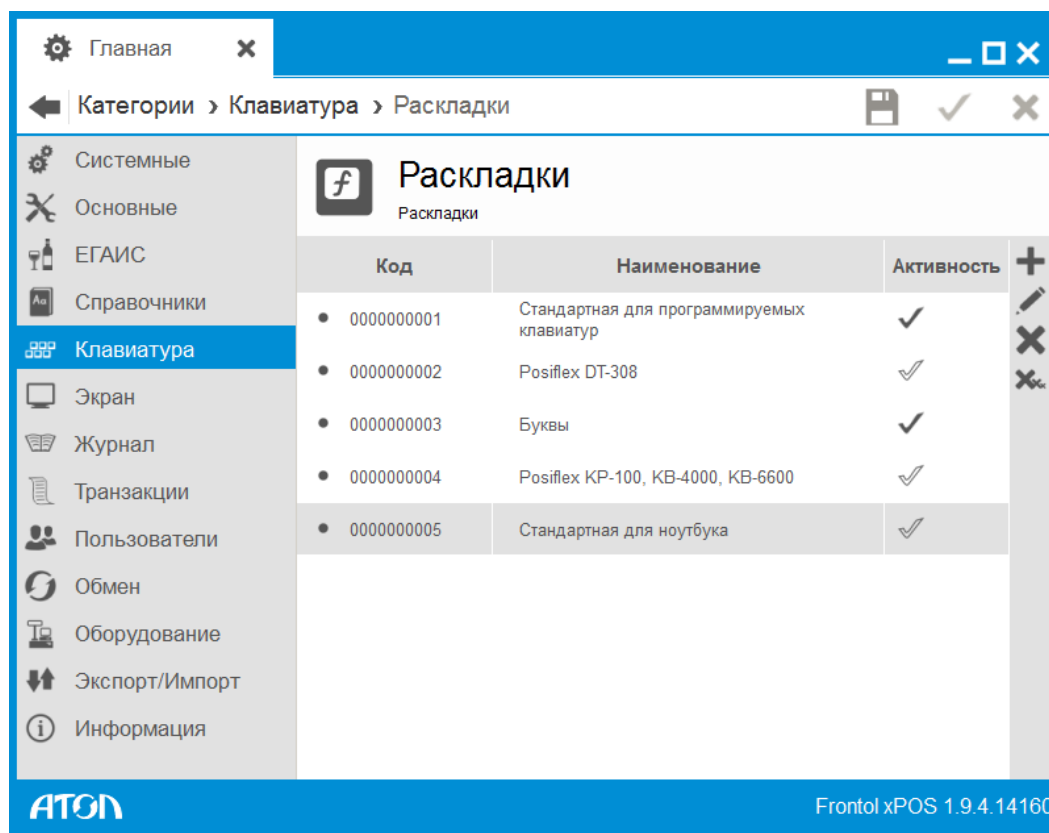 Главная
Категории › Клавиатура › Раскладки
Системные
Основные
ЕГАИС
Справочники
Клавиатура
Экран
Журнал
Транзакции
Пользователи
Обмен
Оборудование
Экспорт/Импорт
Информация
Раскладки
Раскладки
Код Наименование Активность
0000000001 Стандартная для программируемых
клавиатур
0000000002 Posiflex DT-308
0000000003 Буквы
0000000004 Posiflex KP-100, KB-4000, KB-6600
0000000005 Стандартная для ноутбука
ATOL Frontol xPOS 1.9.4.14160